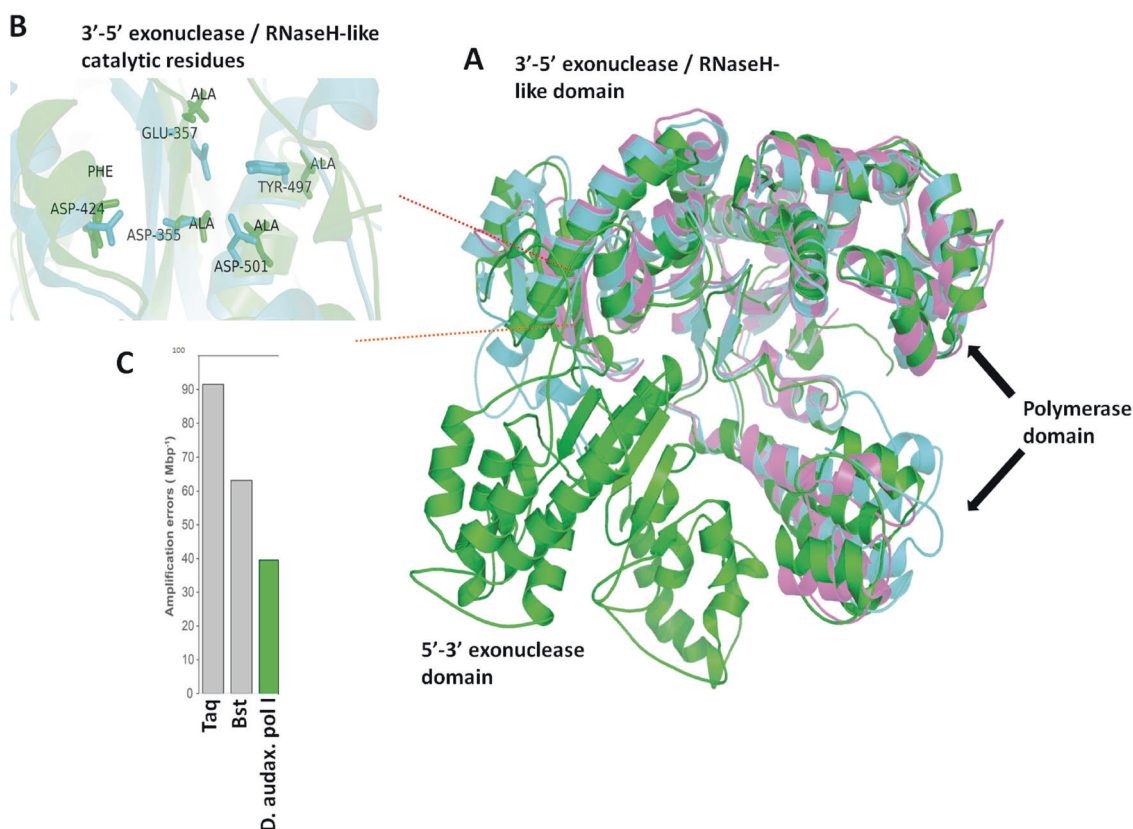 B
3’-5’ exonuclease / RNaseH-like
catalytic residues
ALA
GLU-357
PHE
TYR-497
ALA
ASP-424
ASP-355
ALA
ALA
ASP-501
A
3’-5’ exonuclease / RNaseH-
like domain
Polymerase
domain
5’-3’ exonuclease
domain
C
100
90
80
70
60
50
40
30
20
10
0
Amplification errors ( Mbp⁻¹)
Taq
Bst
D. audax. pol I